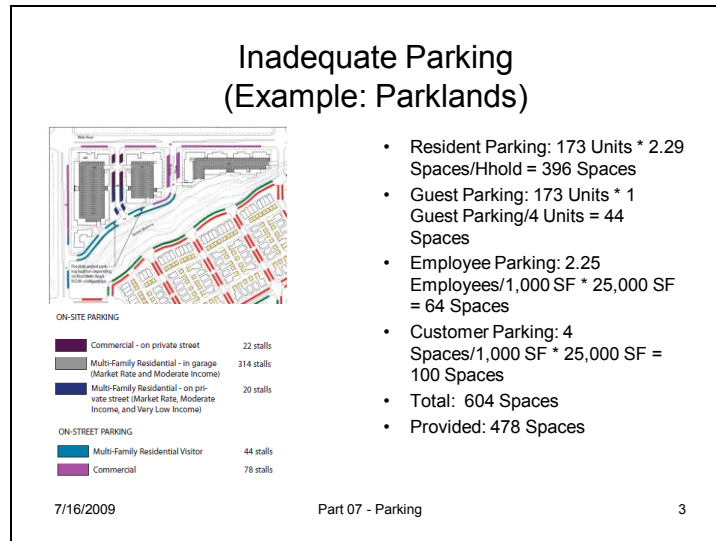 Inadequate Parking
(Example: Parklands)
• Resident Parking: 173 Units * 2.29
Spaces/Hhold = 396 Spaces
• Guest Parking: 173 Units * 1
Guest Parking/4 Units = 44
Spaces
• Employee Parking: 2.25
Employees/1,000 SF * 25,000 SF
= 64 Spaces
• Customer Parking: 4
Spaces/1,000 SF * 25,000 SF =
100 Spaces
• Total: 604 Spaces
• Provided: 478 Spaces
ON-SITE PARKING
Commercial - on private street 22 stalls
Multi-Family Residential - in garage 314 stalls
(Market Rate and Moderate Income)
Multi-Family Residential - on pri- 20 stalls
vate street (Market Rate, Moderate
Income, and Very Low Income)
ON-STREET PARKING
Multi-Family Residential Visitor 44 stalls
Commercial 78 stalls
7/16/2009 Part 07 - Parking 3